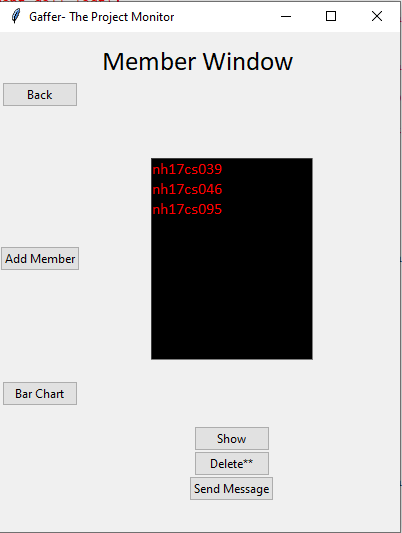 Gaffer- The Project Monitor
Member Window
Back
nh17cs039
nh17cs046
nh17cs095
Add Member
Bar Chart
Show
Delete**
Send Message